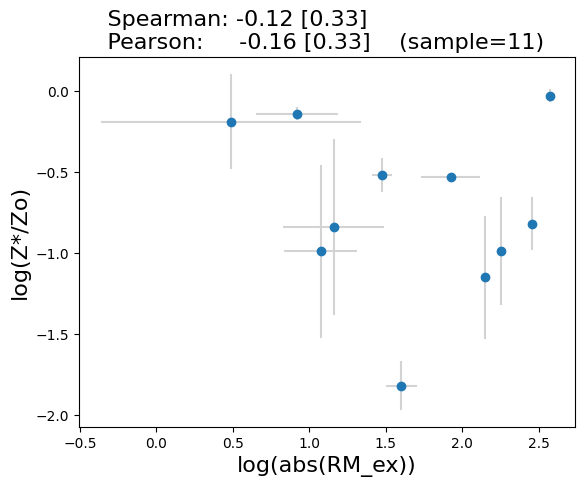 Spearman: -0.12 [0.33]
Pearson: -0.16 [0.33] (sample=11)
0.0
−0.5
−1.0
−1.5
−2.0
log(Z*/Zo)
−0.5 0.0 0.5 1.0 1.5 2.0 2.5
log(abs(RM_ex))